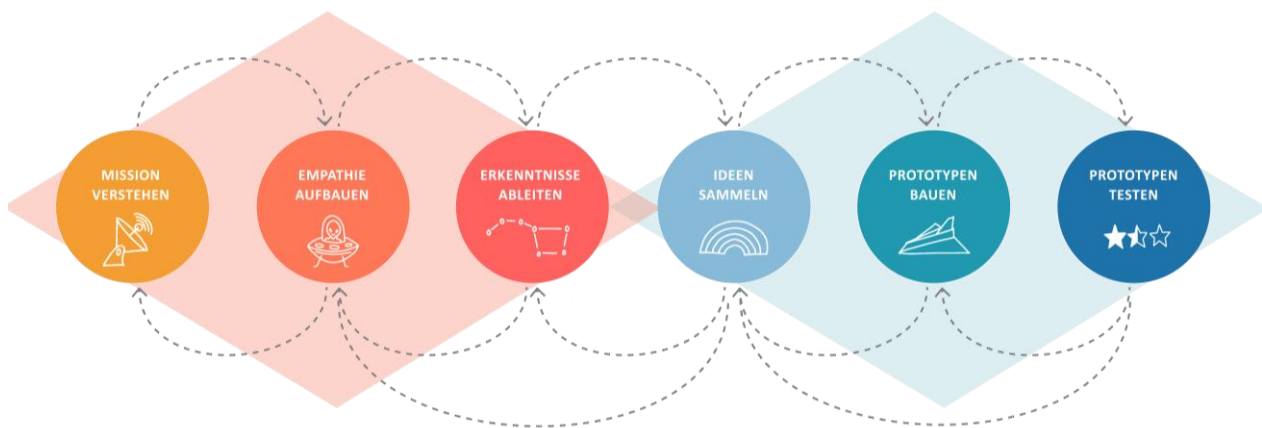 MISSION
VERSTEHEN
EMPATHIE
AUFBAUEN
ERKENNTNISSE
ABLEITEN
IDEEN
SAMMELN
PROTOTYPEN
BAUEN
PROTOTYPEN
TESTEN